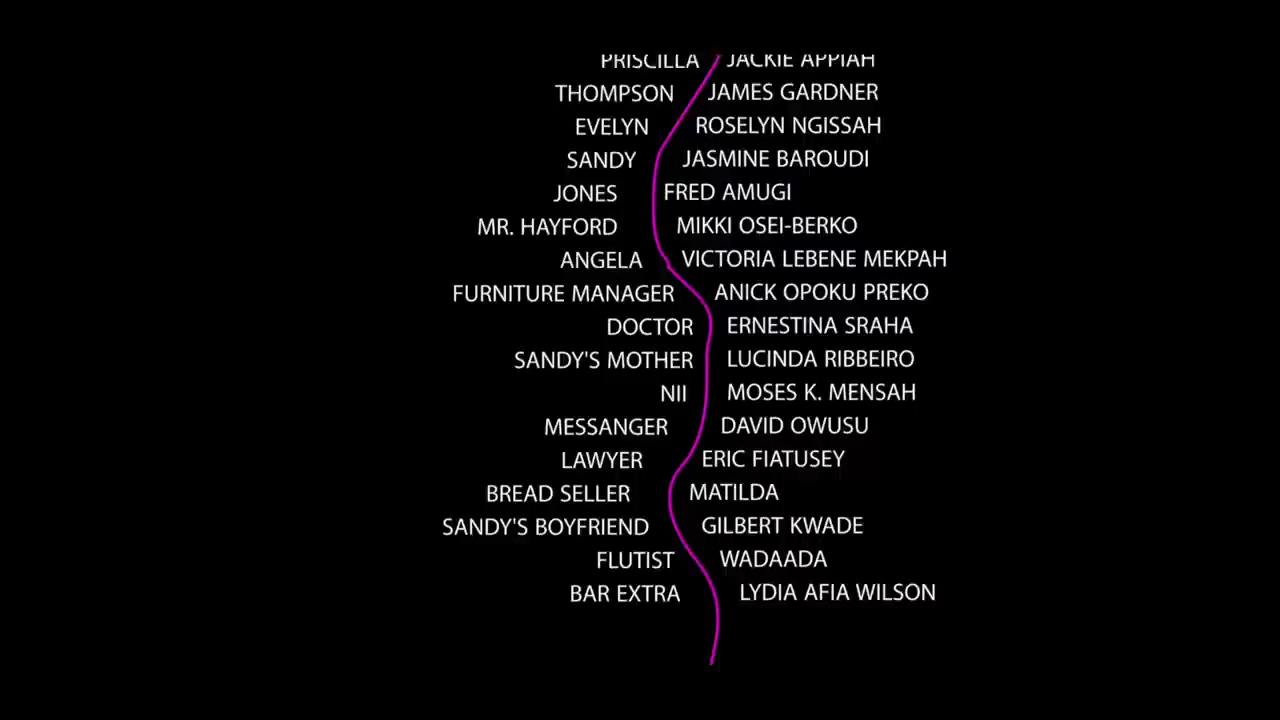 PRISCILLA JACKIE APPIAH
THOMPSON JAMES GARDNER
EVELYN ROSELYN NGISSAH
SANDY JASMINE BAROUDI
JONES FRED AMUGI
MR. HAYFORD MIKKI OSEI-BERKO
ANGELA VICTORIA LEBENE MEKPAH
FURNITURE MANAGER ANICK OPOKU PREKO
DOCTOR ERNESTINA SRAHA
SANDY'S MOTHER LUCINDA RIBBEIRO
NII MOSES K. MENSAH
MESSANGER DAVID OWUSU
LAWYER ERIC FIATUSEY
BREAD SELLER MATILDA
SANDY'S BOYFRIEND GILBERT KWADE
FLUTIST WADAADA
BAR EXTRA LYDIA AFIA WILSON